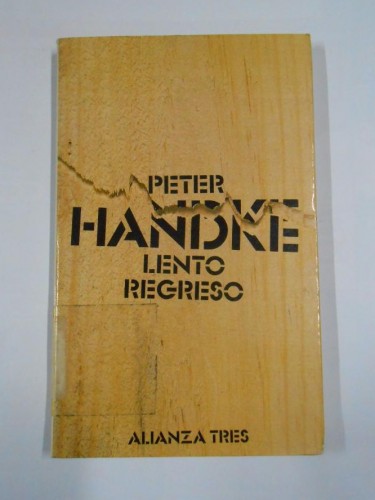 PETER
HANDKE
LENTO
REGRESO
ALIANZA TRES